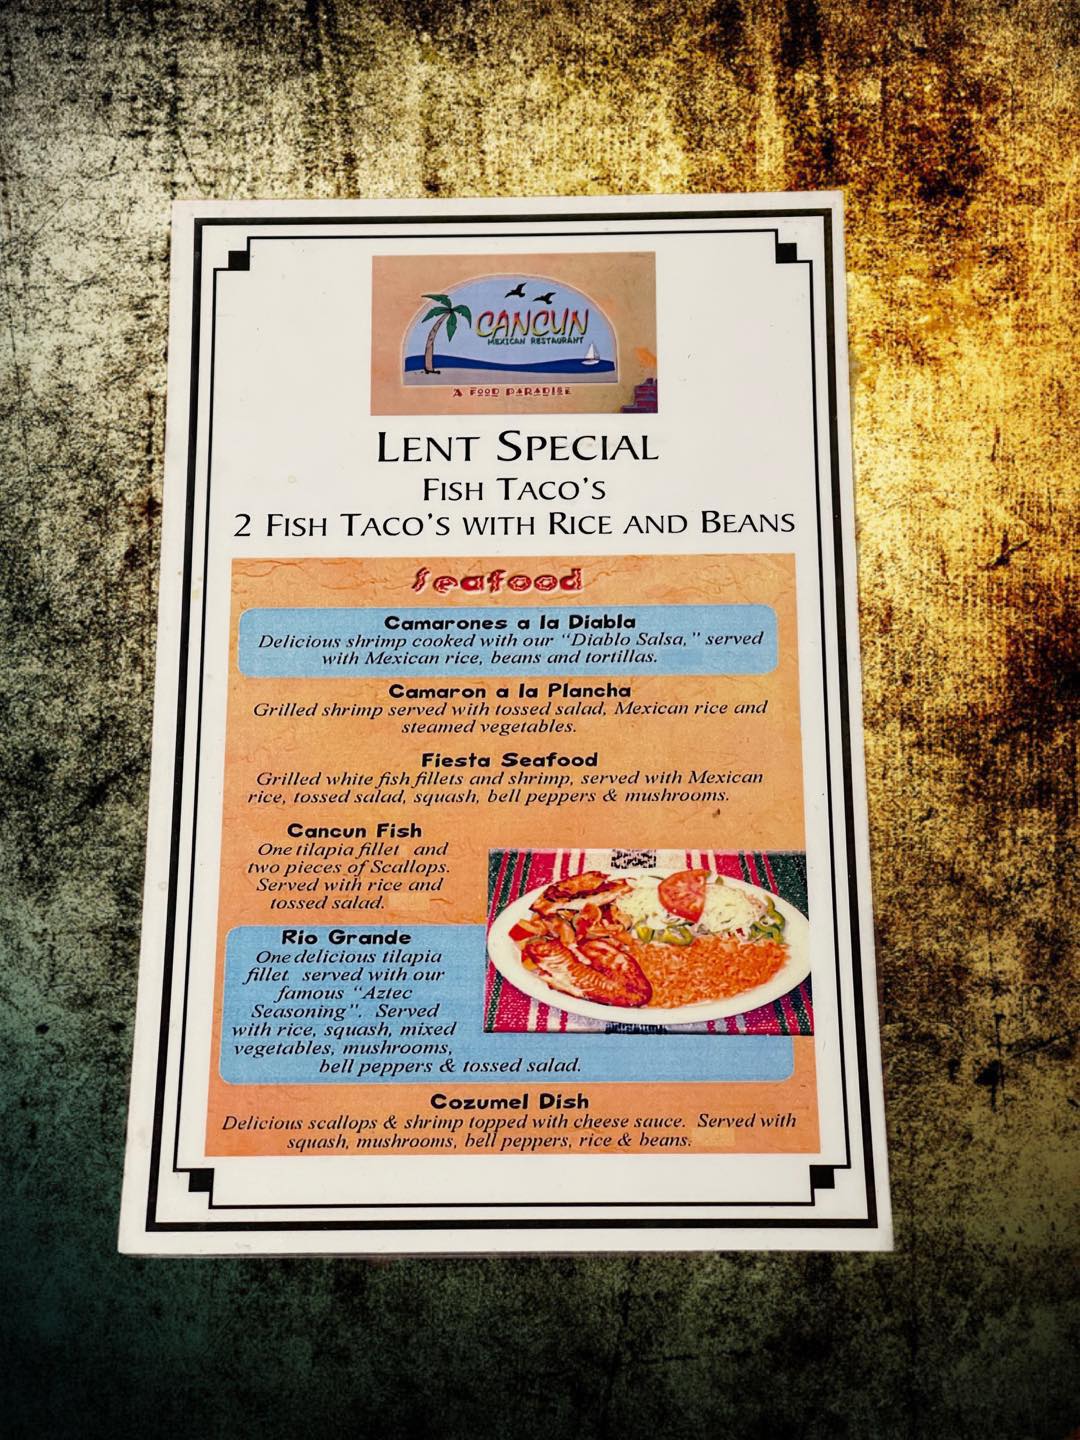 CANCUN
MEXICAN RESTAURANT
A FOOD PARADISE
LENT SPECIAL
FISH TACO'S
2 FISH TACO'S WITH RICE AND BEANS
Seafood
Camarones a la Diabla
Delicious shrimp cooked with our "Diablo Salsa," served
with Mexican rice, beans and tortillas.
Camaron a la Plancha
Grilled shrimp served with tossed salad, Mexican rice and
steamed vegetables.
Fiesta Seafood
Grilled white fish fillets and shrimp, served with Mexican
rice, tossed salad, squash, bell peppers & mushrooms.
Cancun Fish
One tilapia fillet and
two pieces of Scallops.
Served with rice and
tossed salad.
Rio Grande
One delicious tilapia
fillet served with our
famous "Aztec
Seasoning". Served
with rice, squash, mixed
vegetables, mushrooms,
bell peppers & tossed salad.
Cozumel Dish
Delicious scallops & shrimp topped with cheese sauce. Served with
squash, mushrooms, bell peppers, rice & beans.